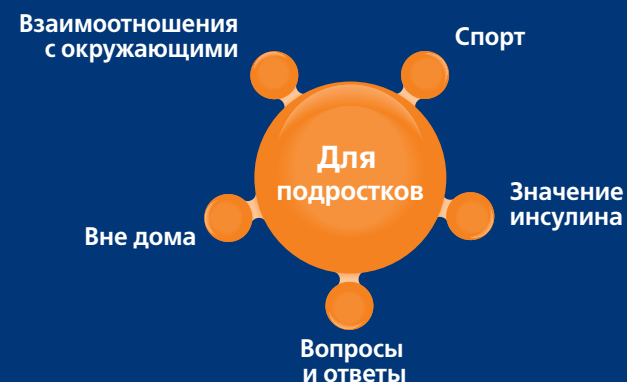 Взаимоотношения
с окружающими
Спорт
Для
подростков
Значение
инсулина
Вне дома
Вопросы
и ответы